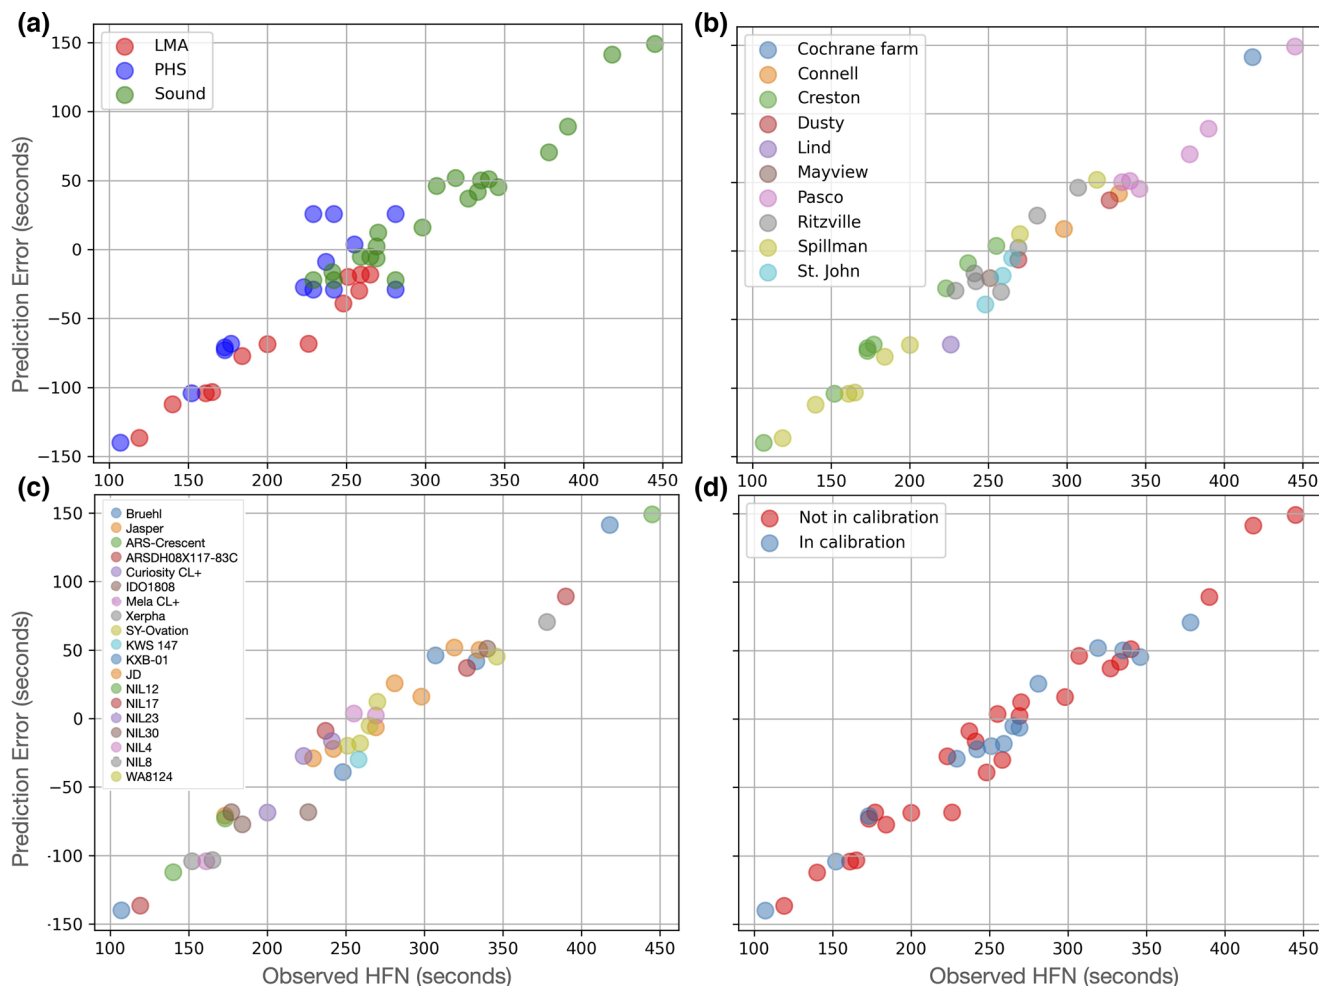 (a)
LMA
PHS
Sound
150
100
50
0
−50
−100
−150
100
150
200
250
300
350
400
450
Prediction Error (seconds)
(b)
Cochrane farm
Connell
Creston
Dusty
Lind
Mayview
Pasco
Ritzville
Spillman
St. John
100
150
200
250
300
350
400
450
(c)
Bruehl
Jasper
ARS-Crescent
ARSDH08X117-83C
Curiosity CL+
IDO1808
Mela CL+
Xerpha
SY-Ovation
KWS 147
KXB-01
JD
NIL12
NIL17
NIL23
NIL30
NIL4
NIL8
WA8124
150
100
50
0
−50
-100
·150
100
150
200
250
300
350
400
450
Prediction Error (seconds)
Observed HFN (seconds)
(d)
Not in calibration
In calibration
100
150
200
250
300
350
400
450
Observed HFN (seconds)